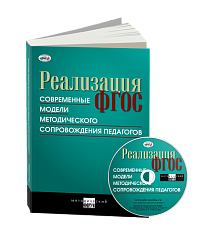 Реализация
ФГОС
СОВРЕМЕННЫЕ
МОДЕЛИ
МЕТОДИЧЕСКОГО
СОПРОВОЖДЕНИЯ ПЕДАГОГОВ
Реализация
ФГОС
СОВРЕМЕННЫЕ
МОДЕЛИ
МЕТОДИЧЕСКОГО
СОПРОВОЖДЕНИЯ ПЕДАГОГОВ